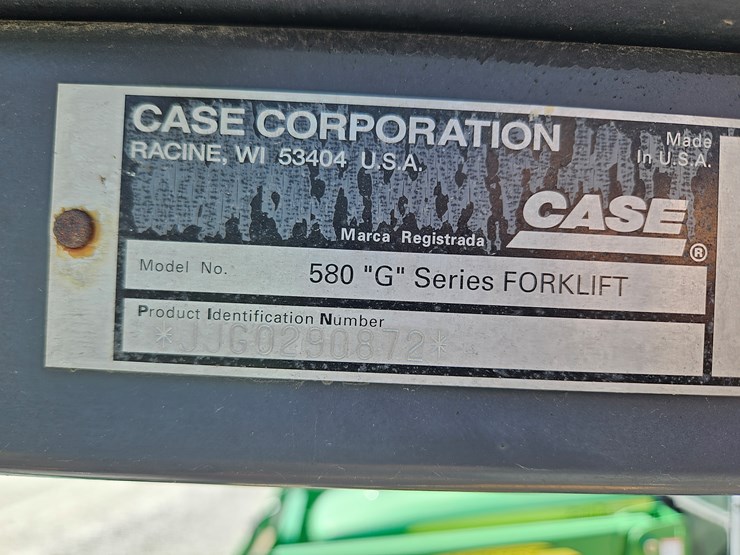 CASE CORPORATION
RACINE, WI 53404 U.S.A.
Made
In U.S.A.
CASE
®
Marca Registrada
Model No. 580 "G" Series FORKLIFT
Product Identification Number
*JJG0290872*